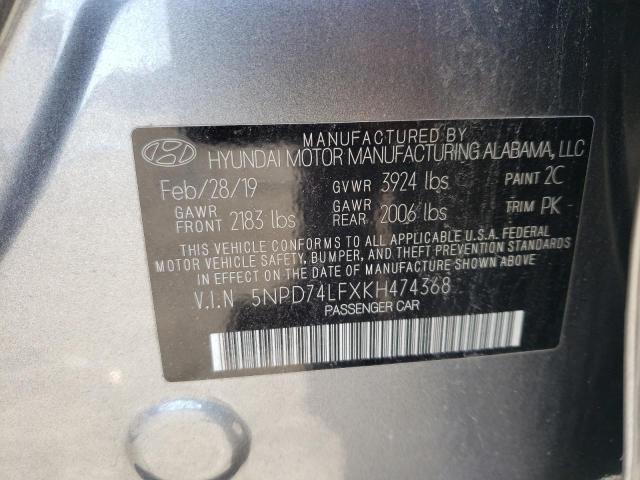 MANUFACTURED BY
HYUNDAI MOTOR MANUFACTURING ALABAMA, LLC
Feb/28/19 GVWR 3924 lbs PAINT 2C
GAWR FRONT 2183 lbs GAWR REAR 2006 lbs TRIM PK
THIS VEHICLE CONFORMS TO ALL APPLICABLE U.S.A. FEDERAL
MOTOR VEHICLE SAFETY, BUMPER, AND THEFT PREVENTION STANDARDS
IN EFFECT ON THE DATE OF MANUFACTURE SHOWN ABOVE.
V.I.N 5NPD74LFXKH474368
PASSENGER CAR